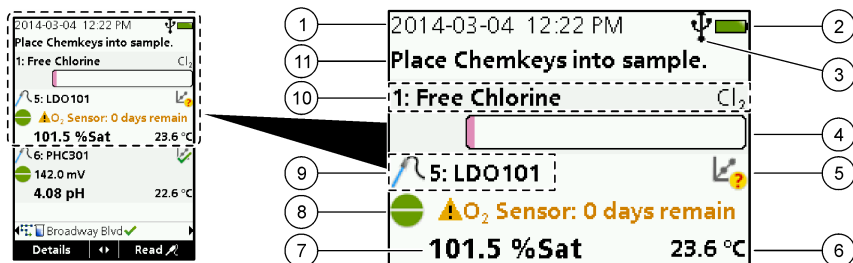 2014-03-04 12:22 PM
Place Chemkeys into sample.
1: Free Chlorine Cl₂
5: LDO101
O₂ Sensor: 0 days remain
101.5 %Sat 23.6 °C
6: PHC301
142.0 mV
4.08 pH 22.6 °C
Broadway Blvd
Details Read
1
11
10
9
8
7
2014-03-04 12:22 PM
Place Chemkeys into sample.
1: Free Chlorine Cl₂
5: LDO101
?
O₂ Sensor: 0 days remain
101.5 %Sat 23.6 °C
2
3
4
5
6